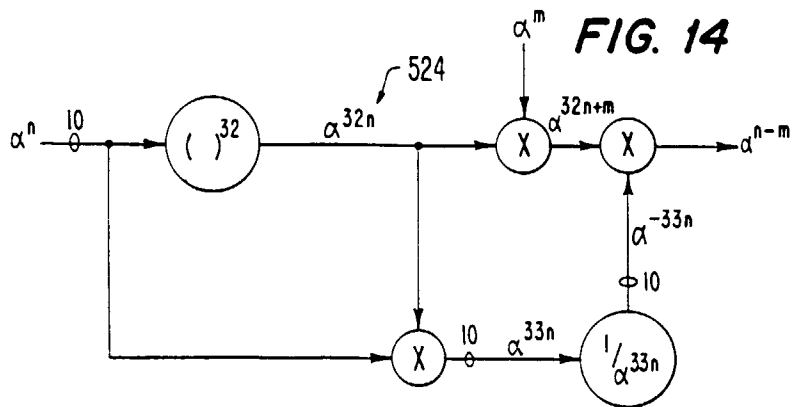 FIG. 14
α^m
524
α^n
10
( )^32
α^32n
X
α^32n+m
X
α^n-m
α^-33n
10
X
10
α^33n
1/α^33n